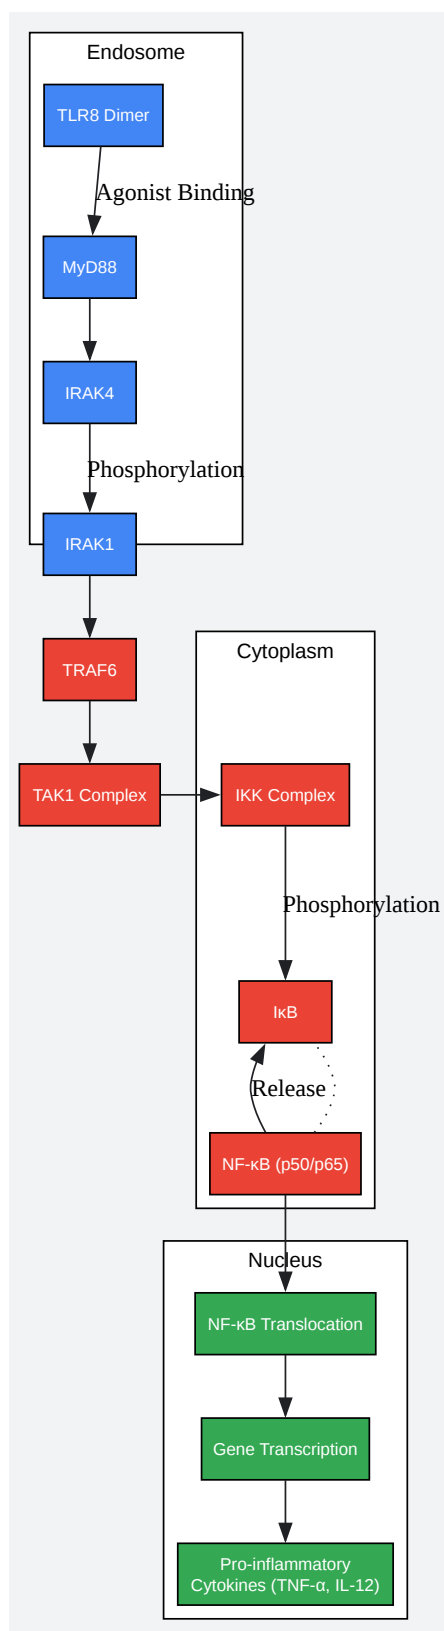 Endosome
TLR8 Dimer
Agonist Binding
MyD88
IRAK4
Phosphorylation
IRAK1
TRAF6
Cytoplasm
TAK1 Complex
IKK Complex
Phosphorylation
IκB
Release
NF-κB (p50/p65)
Nucleus
NF-κB Translocation
Gene Transcription
Pro-inflammatory
Cytokines (TNF-α, IL-12)